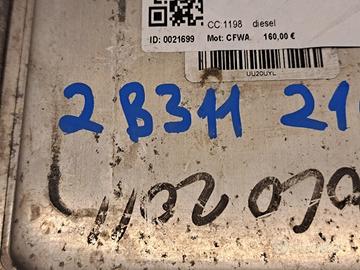 CC:1198 diesel
ID: 0021699 Mot: CFWA 160,00 €
UU20UYL
2B311 21